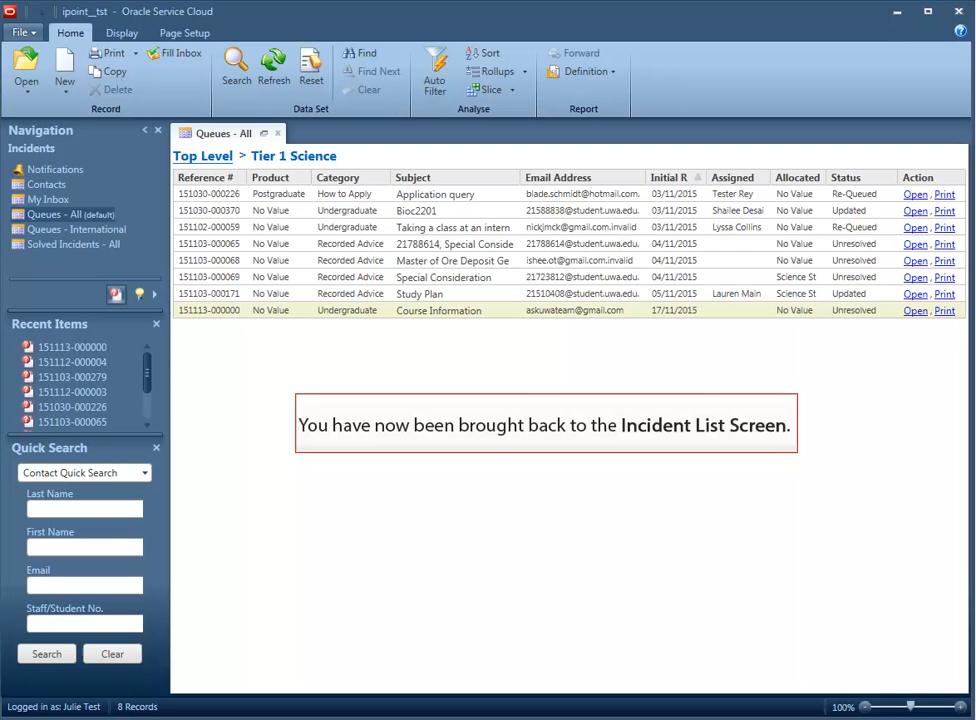 ipoint__tst - Oracle Service Cloud
File Home Display Page Setup
Open New Print Copy Delete Fill Inbox
Record
Search Refresh Reset Find Find Next Clear
Data Set
Auto Filter Sort Rollups Slice
Analyse
Forward Definition
Report
Navigation
Incidents
Notifications
Contacts
My Inbox
Queues - All (default)
Queues - International
Solved Incidents - All
Recent Items
151113-000000
151112-000004
151103-000279
151112-000003
151030-000226
151103-000065
Quick Search
Contact Quick Search
Last Name
First Name
Email
Staff/Student No.
Search Clear
Queues - All
Top Level > Tier 1 Science
Reference # Product Category Subject Email Address Initial R Assigned Allocated Status Action
151030-000226 Postgraduate How to Apply Application query blade.schmidt@hotmail.com. 03/11/2015 Tester Rey No Value Re-Queued Open , Print
151030-000370 No Value Undergraduate Bioc2201 21588838@student.uwa.edu. 03/11/2015 Shailee Desai No Value Updated Open , Print
151102-000059 No Value Undergraduate Taking a class at an intern nickjmck@gmail.com.invalid 03/11/2015 Lyssa Collins No Value Re-Queued Open , Print
151103-000065 No Value Recorded Advice 21788614, Special Conside 21788614@student.uwa.edu. 04/11/2015 No Value Unresolved Open , Print
151103-000068 No Value Recorded Advice Master of Ore Deposit Ge ishee.ot@gmail.com.invalid 04/11/2015 No Value Unresolved Open , Print
151103-000069 No Value Recorded Advice Special Consideration 21723812@student.uwa.edu. 04/11/2015 Science St Unresolved Open , Print
151103-000171 No Value Recorded Advice Study Plan 21510408@student.uwa.edu. 05/11/2015 Lauren Main Science St Updated Open , Print
151113-000000 No Value Undergraduate Course Information askuwateam@gmail.com 17/11/2015 No Value Unresolved Open , Print
You have now been brought back to the Incident List Screen.
Logged in as: Julie Test 8 Records 100%